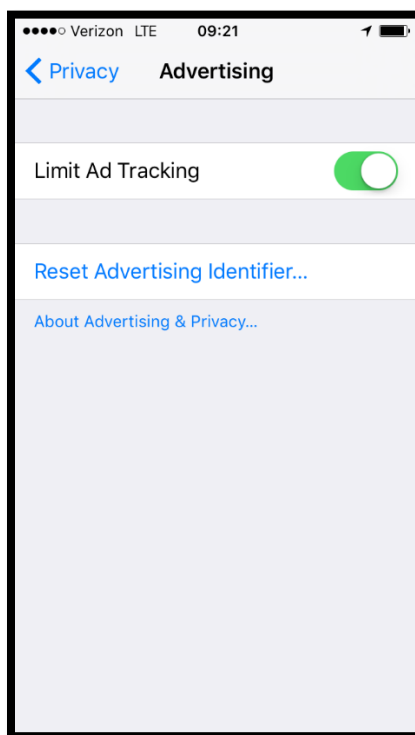 Verizon LTE 09:21
Privacy Advertising
Limit Ad Tracking
Reset Advertising Identifier...
About Advertising & Privacy...